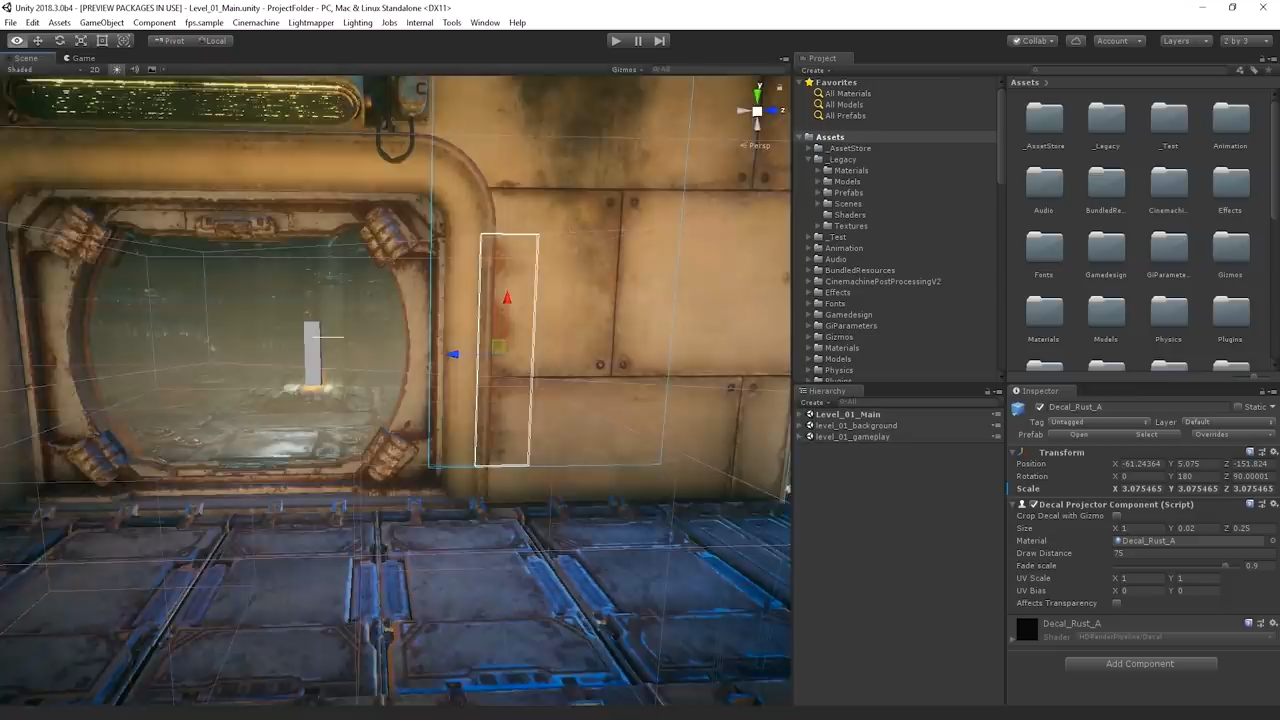 Unity 2018.3.0b4 - [PREVIEW PACKAGES IN USE] - Level_01_Main.unity - ProjectFolder - PC, Mac & Linux Standalone <DX11>
File Edit Assets GameObject Component fps.sample Cinemachine Lightmapper Lighting Jobs Internal Tools Window Help
Pivot Local Collab Account Layers 2 by 3
Scene Game
Shaded 2D Gizmos All
y
z
Persp
Project
Create
Favorites
All Materials
All Models
All Prefabs
Assets
_AssetStore
_Legacy
Materials
Models
Prefabs
Scenes
Shaders
Textures
_Test
Animation
Audio
BundledResources
CinemachinePostProcessingV2
Effects
Fonts
Gamedesign
GiParameters
Gizmos
Materials
Models
Physics
Plugins
Assets
_AssetStore _Legacy _Test Animation
Audio BundledRe... Cinemachi... Effects
Fonts Gamedesign GiParamete... Gizmos
Materials Models Physics Plugins
Hierarchy
Create All
Level_01_Main
level_01_background
level_01_gameplay
Inspector
Decal_Rust_A Static
Tag Untagged Layer Default
Prefab Open Select Overrides
Transform
Position X -61.24364 Y 5.075 Z -151.824
Rotation X 0 Y 180 Z 90.00001
Scale X 3.075465 Y 3.075465 Z 3.075465
Decal Projector Component (Script)
Crop Decal with Gizmo
Size X 1 Y 0.02 Z 0.25
Material Decal_Rust_A
Draw Distance 75
Fade scale 0.9
UV Scale X 1 Y 1
UV Bias X 0 Y 0
Affects Transparency
Decal_Rust_A
Shader HDRenderPipeline/Decal
Add Component